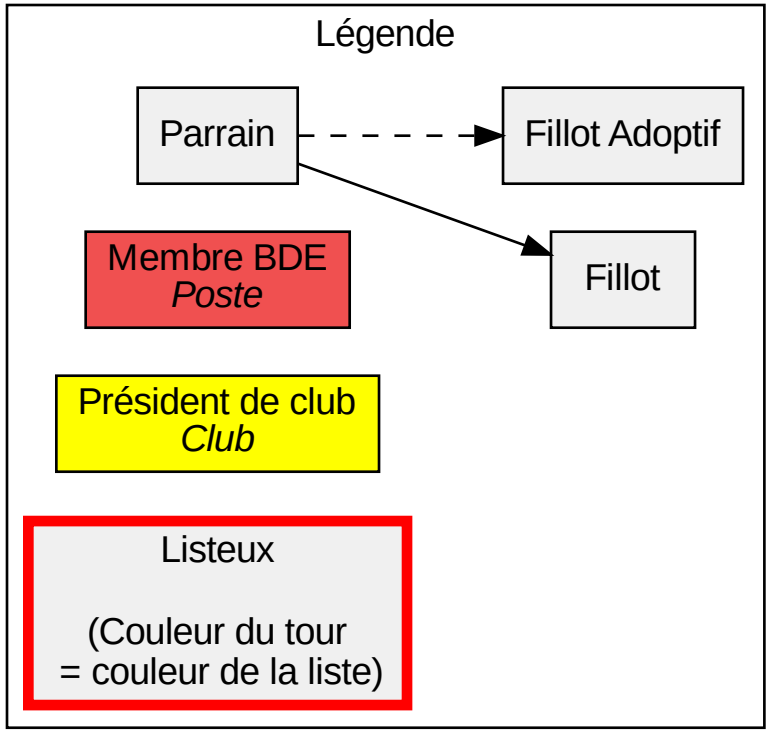 Légende
Parrain
Fillot Adoptif
Membre BDE
Poste
Fillot
Président de club
Club
Listeux
(Couleur du tour
= couleur de la liste)